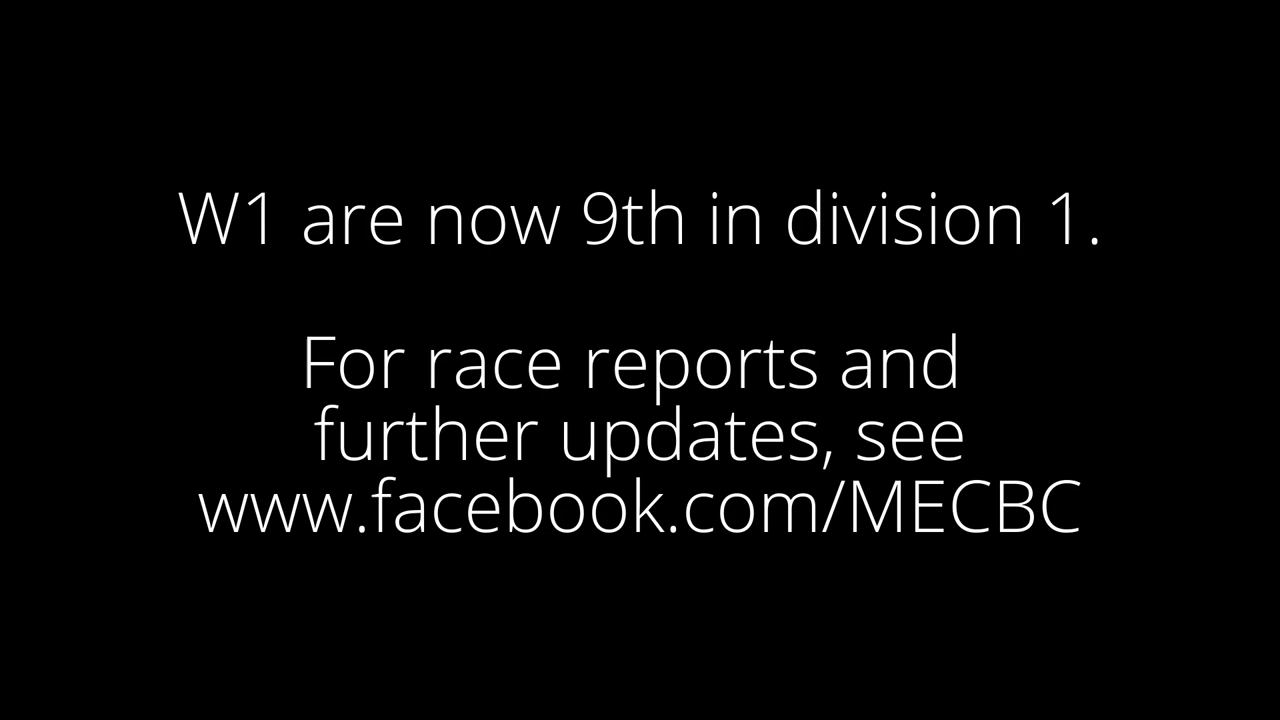 W1 are now 9th in division 1.
For race reports and
further updates, see
www.facebook.com/MECBC